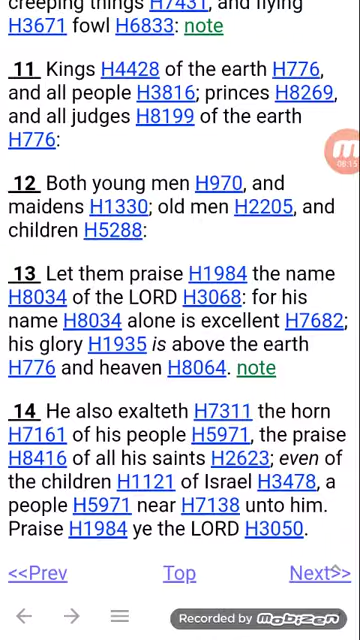 creeping things H7431, and flying
H3671 fowl H6833: note
11 Kings H4428 of the earth H776,
and all people H3816; princes H8269,
and all judges H8199 of the earth
H776:
08:15
12 Both young men H970, and
maidens H1330; old men H2205, and
children H5288:
13 Let them praise H1984 the name
H8034 of the LORD H3068: for his
name H8034 alone is excellent H7682;
his glory H1935 is above the earth
H776 and heaven H8064. note
14 He also exalteth H7311 the horn
H7161 of his people H5971, the praise
H8416 of all his saints H2623; even of
the children H1121 of Israel H3478, a
people H5971 near H7138 unto him.
Praise H1984 ye the LORD H3050.
<<Prev Top Next>>
Recorded by Mobizen